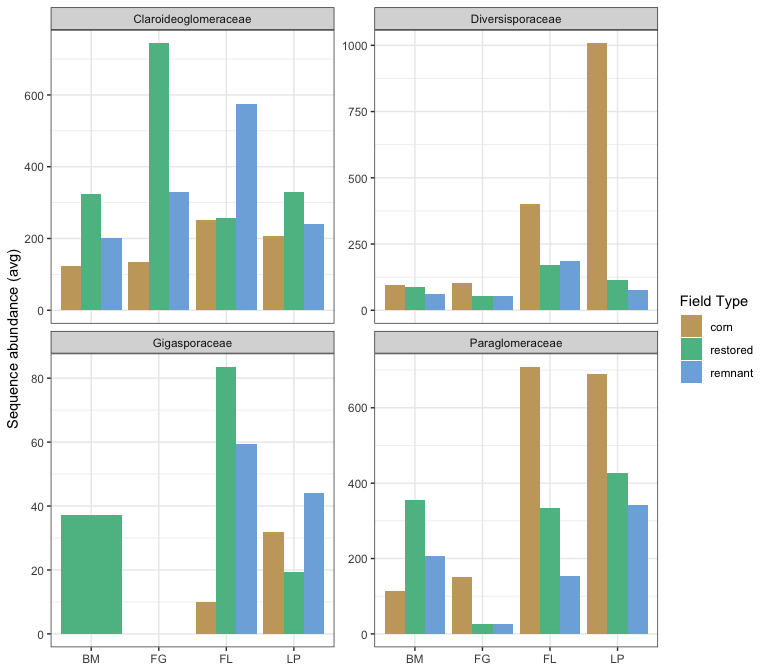 Claroideoglomeraceae
Diversisporaceae
600
400
200
0
1000
750
500
250
0
Sequence abundance (avg)
Gigasporaceae
Paraglomeraceae
80
60
40
20
0
600
400
200
0
BM FG FL LP
BM FG FL LP
Field Type
corn
restored
remnant